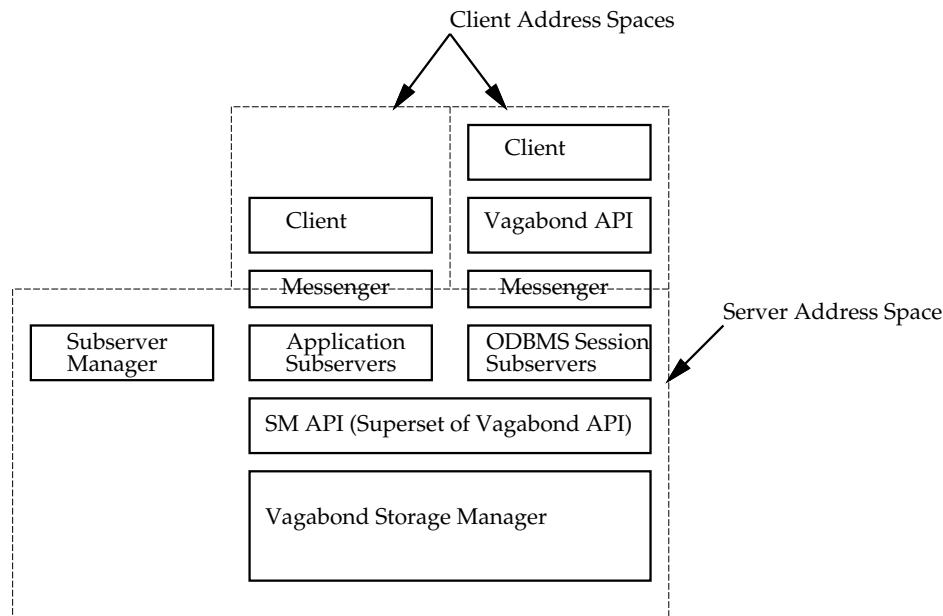 Client Address Spaces
Client
Client
Vagabond API
Messenger
Messenger
Server Address Space
Subserver
Manager
Application
Subservers
ODBMS Session
Subservers
SM API (Superset of Vagabond API)
Vagabond Storage Manager